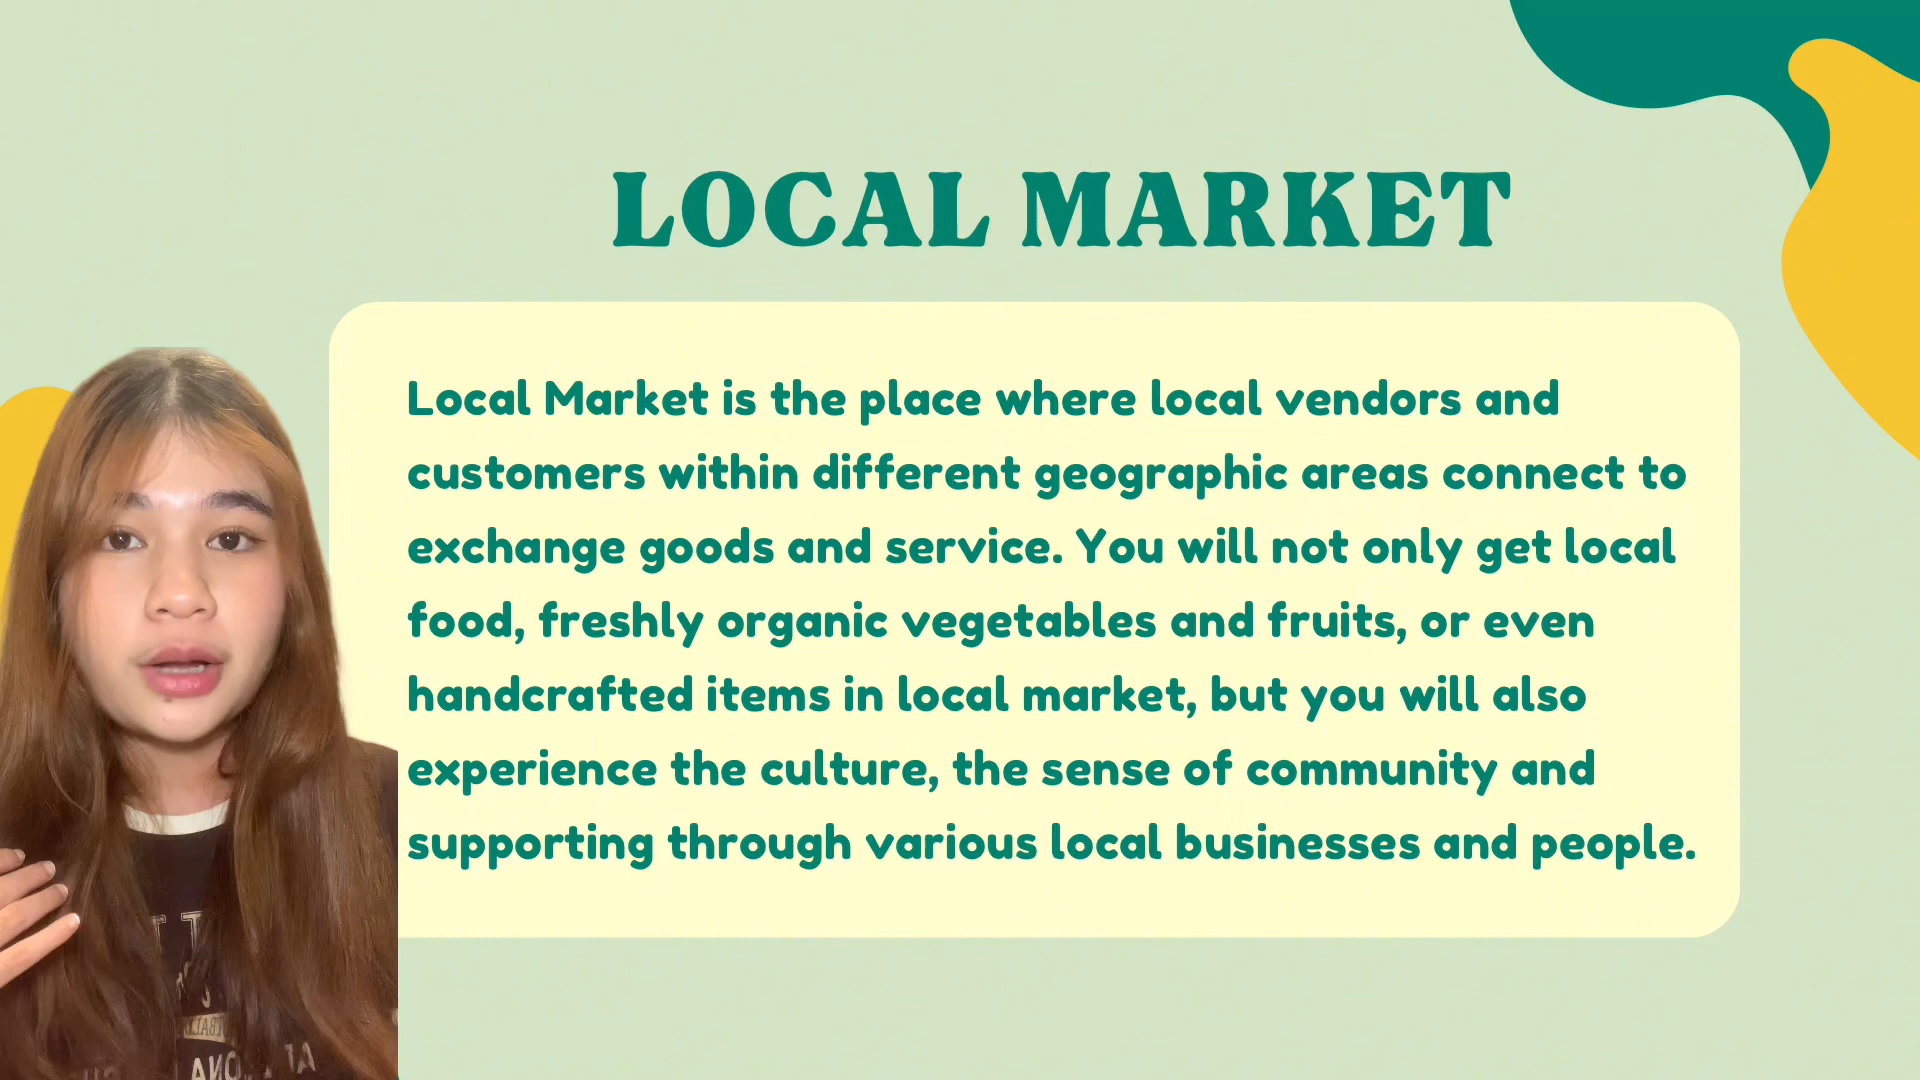 LOCAL MARKET
Local Market is the place where local vendors and
customers within different geographic areas connect to
exchange goods and service. You will not only get local
food, freshly organic vegetables and fruits, or even
handcrafted items in local market, but you will also
experience the culture, the sense of community and
supporting through various local businesses and people.